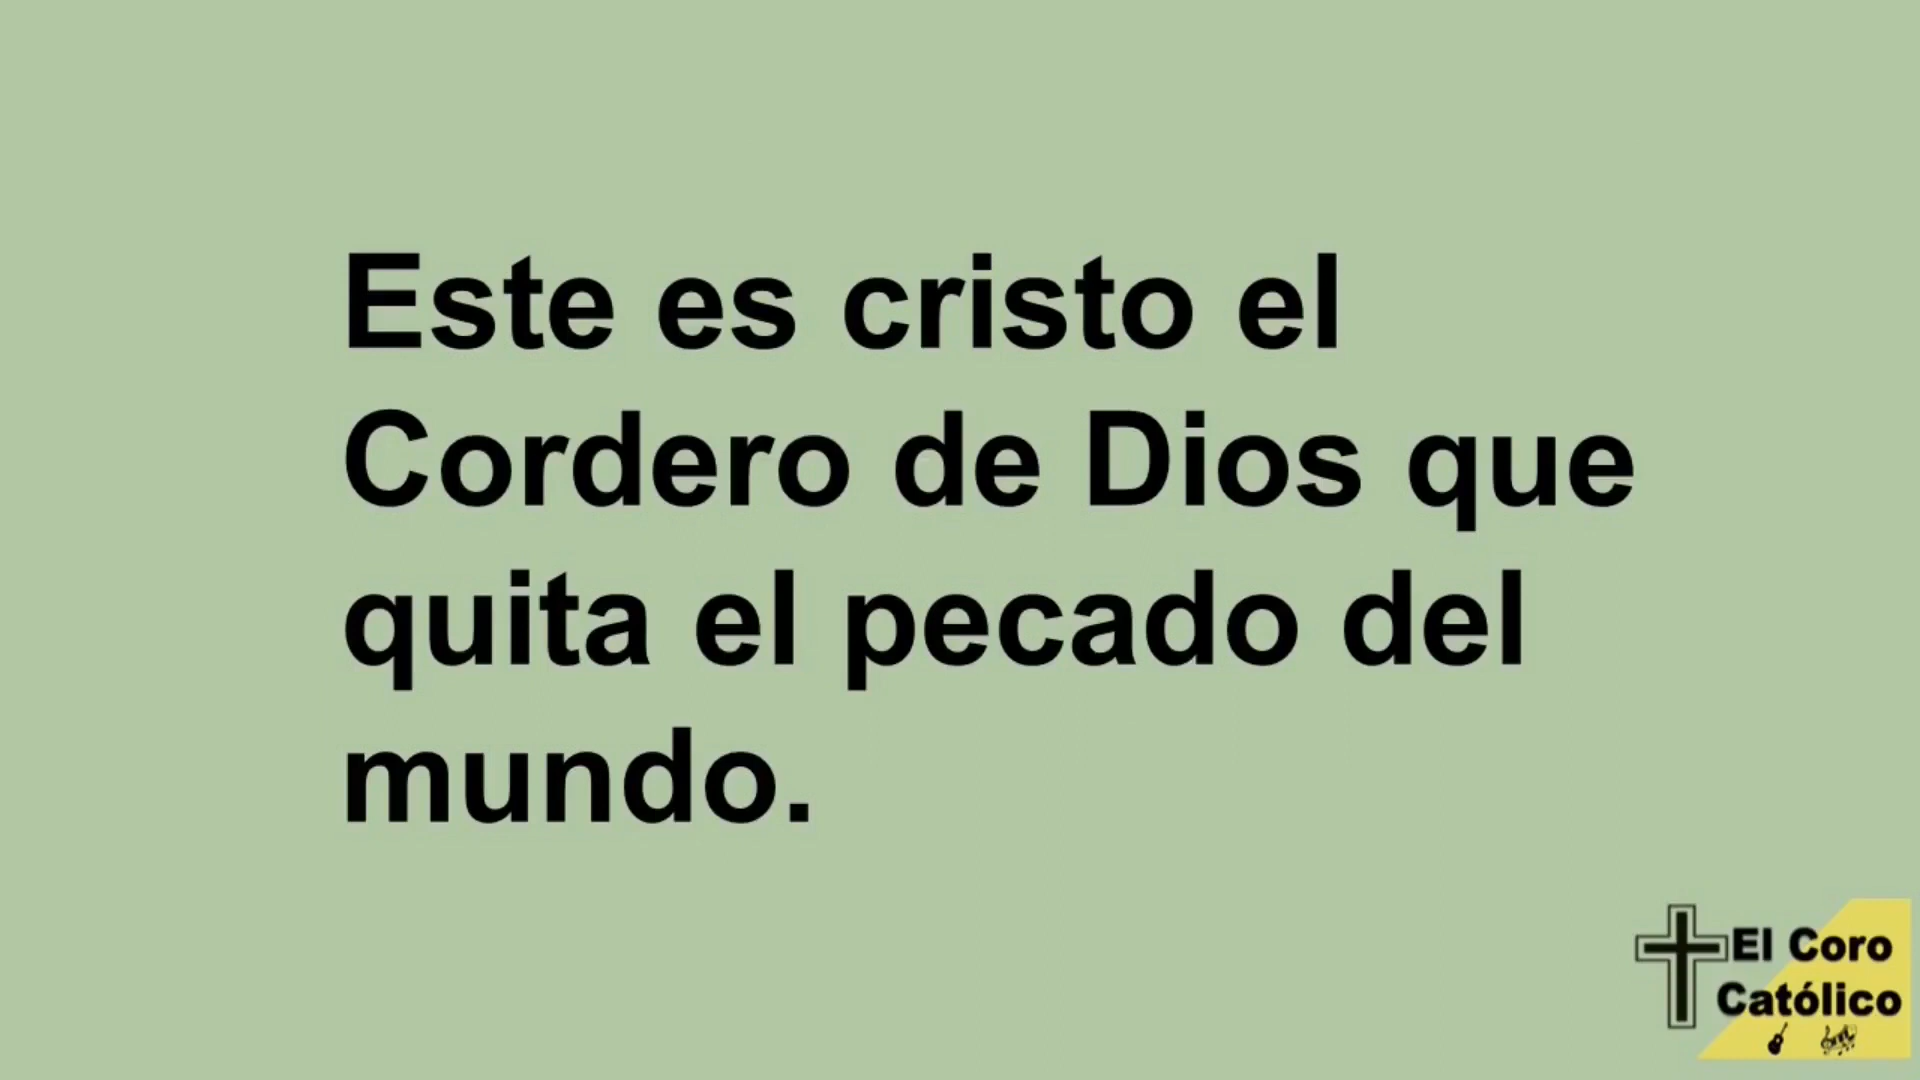 Este es cristo el
Cordero de Dios que
quita el pecado del
mundo.
El Coro
Católico